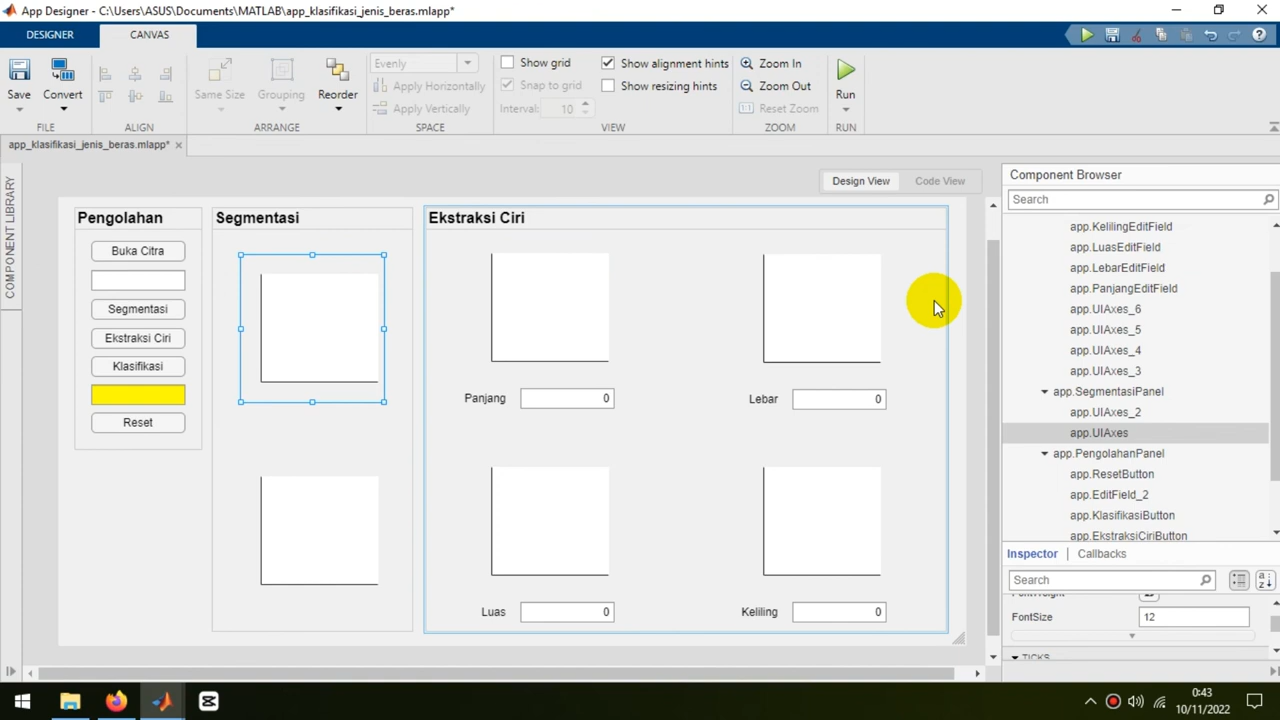 App Designer - C:\Users\ASUS\Documents\MATLAB\app_klasifikasi_jenis_beras.mlapp*
DESIGNER
CANVAS
Save
Convert
FILE
ALIGN
Same Size
Grouping
Reorder
ARRANGE
Evenly
Apply Horizontally
Apply Vertically
SPACE
Show grid
Snap to grid
Interval: 10
Show alignment hints
Show resizing hints
VIEW
Zoom In
Zoom Out
Reset Zoom
ZOOM
Run
RUN
app_klasifikasi_jenis_beras.mlapp*
COMPONENT LIBRARY
Design View
Code View
Pengolahan
Buka Citra
Segmentasi
Ekstraksi Ciri
Klasifikasi
Reset
Segmentasi
Ekstraksi Ciri
Panjang 0
Lebar 0
Luas 0
Keliling 0
Component Browser
Search
app.KelilingEditField
app.LuasEditField
app.LebarEditField
app.PanjangEditField
app.UIAxes_6
app.UIAxes_5
app.UIAxes_4
app.UIAxes_3
app.SegmentasiPanel
app.UIAxes_2
app.UIAxes
app.PengolahanPanel
app.ResetButton
app.EditField_2
app.KlasifikasiButton
app.EkstraksiCiriButton
Inspector
Callbacks
Search
FontWeight
FontSize 12
TICKS
0:43
10/11/2022